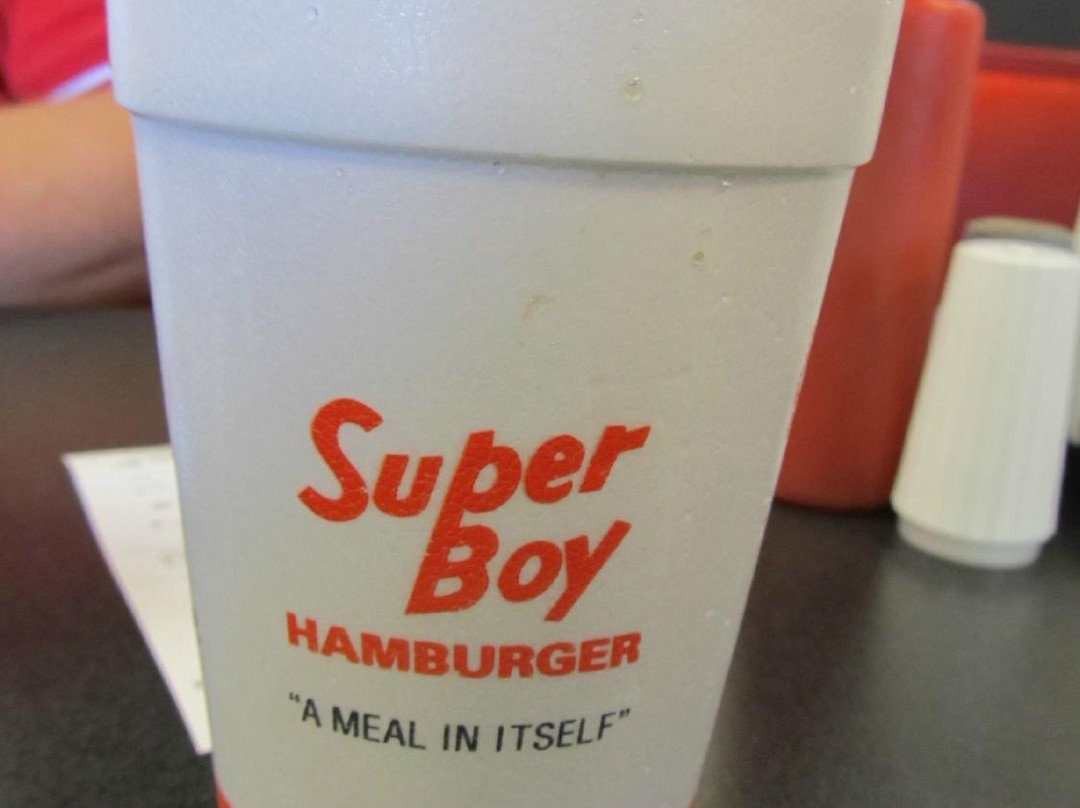 Super
Boy
HAMBURGER
“A MEAL IN ITSELF”